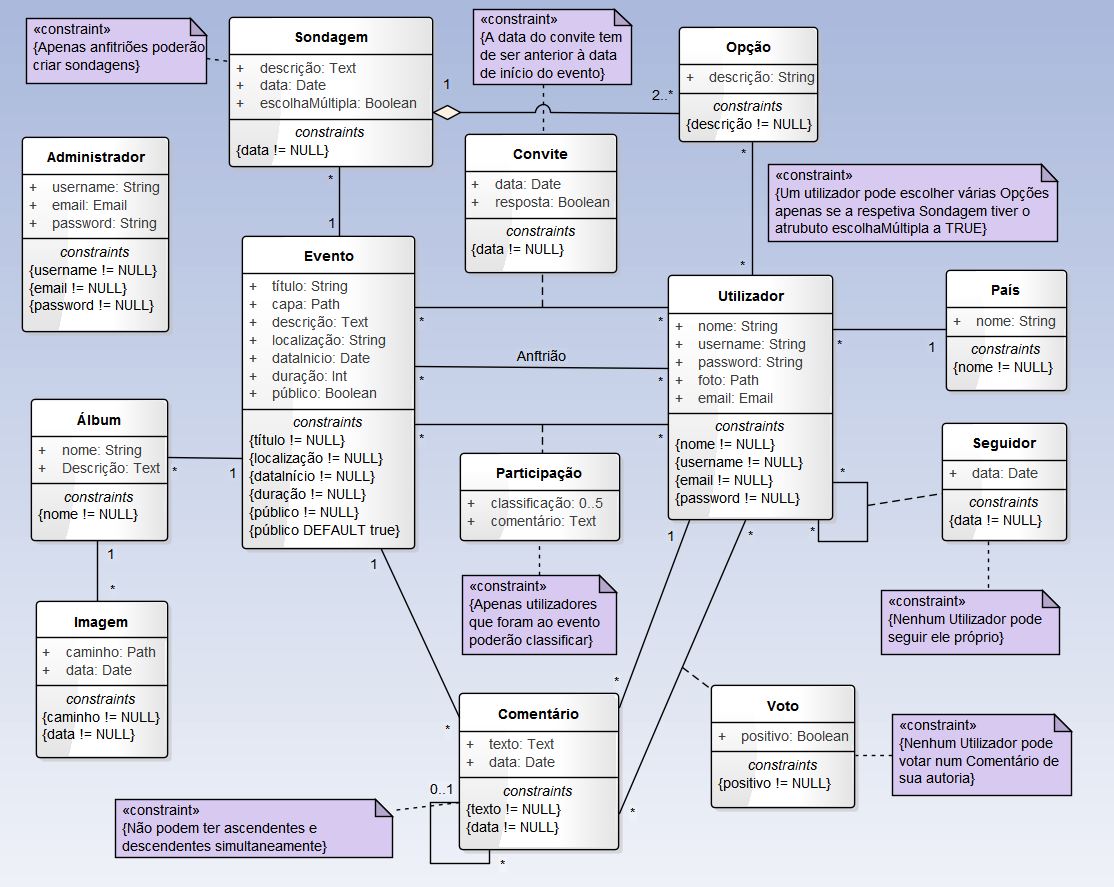 «constraint»
{Apenas anfitriões poderão
criar sondagens}
Sondagem
+ descrição: Text
+ data: Date
+ escolhaMúltipla: Boolean
constraints
{data != NULL}
«constraint»
{A data do convite tem
de ser anterior à data
de início do evento}
Opção
+ descrição: String
constraints
{descrição != NULL}
1
2..*
Administrador
+ username: String
+ email: Email
+ password: String
constraints
{username != NULL}
{email != NULL}
{password != NULL}
Convite
+ data: Date
+ resposta: Boolean
constraints
{data != NULL}
«constraint»
{Um utilizador pode escolher várias Opções
apenas se a respetiva Sondagem tiver o
atrubuto escolhaMúltipla a TRUE}
*
1
*
*
Evento
+ título: String
+ capa: Path
+ descrição: Text
+ localização: String
+ dataInicio: Date
+ duração: Int
+ público: Boolean
constraints
{título != NULL}
{localização != NULL}
{dataInício != NULL}
{duração != NULL}
{público != NULL}
{público DEFAULT true}
*
*
Anftrião
*
*
*
*
Utilizador
+ nome: String
+ username: String
+ password: String
+ foto: Path
+ email: Email
constraints
{nome != NULL}
{username != NULL}
{email != NULL}
{password != NULL}
*
1
País
+ nome: String
constraints
{nome != NULL}
Álbum
+ nome: String
+ Descrição: Text
constraints
{nome != NULL}
*
1
Participação
+ classificação: 0..5
+ comentário: Text
Seguidor
+ data: Date
constraints
{data != NULL}
*
*
1
*
Imagem
+ caminho: Path
+ data: Date
constraints
{caminho != NULL}
{data != NULL}
«constraint»
{Apenas utilizadores
que foram ao evento
poderão classificar}
«constraint»
{Nenhum Utilizador pode
seguir ele próprio}
1
*
1
*
*
*
Comentário
+ texto: Text
+ data: Date
constraints
{texto != NULL}
{data != NULL}
0..1
*
Voto
+ positivo: Boolean
constraints
{positivo != NULL}
«constraint»
{Nenhum Utilizador pode
votar num Comentário de
sua autoria}
«constraint»
{Não podem ter ascendentes e
descendentes simultaneamente}